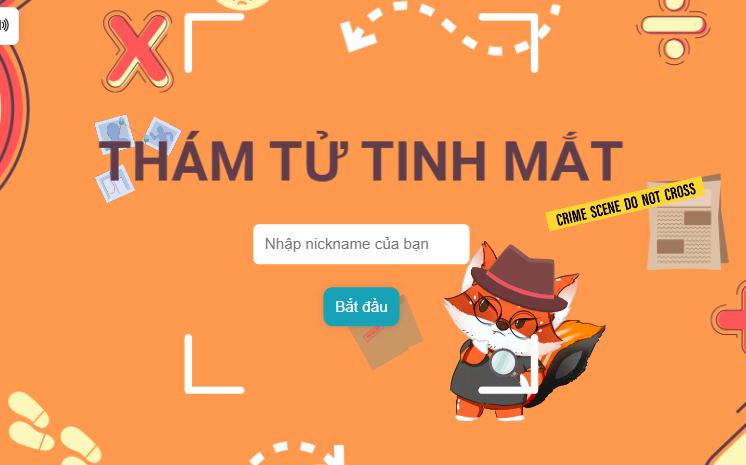 THÁM TỬ TINH MẮT
CRIME SCENE DO NOT CROSS
Nhập nickname của bạn
Bắt đầu